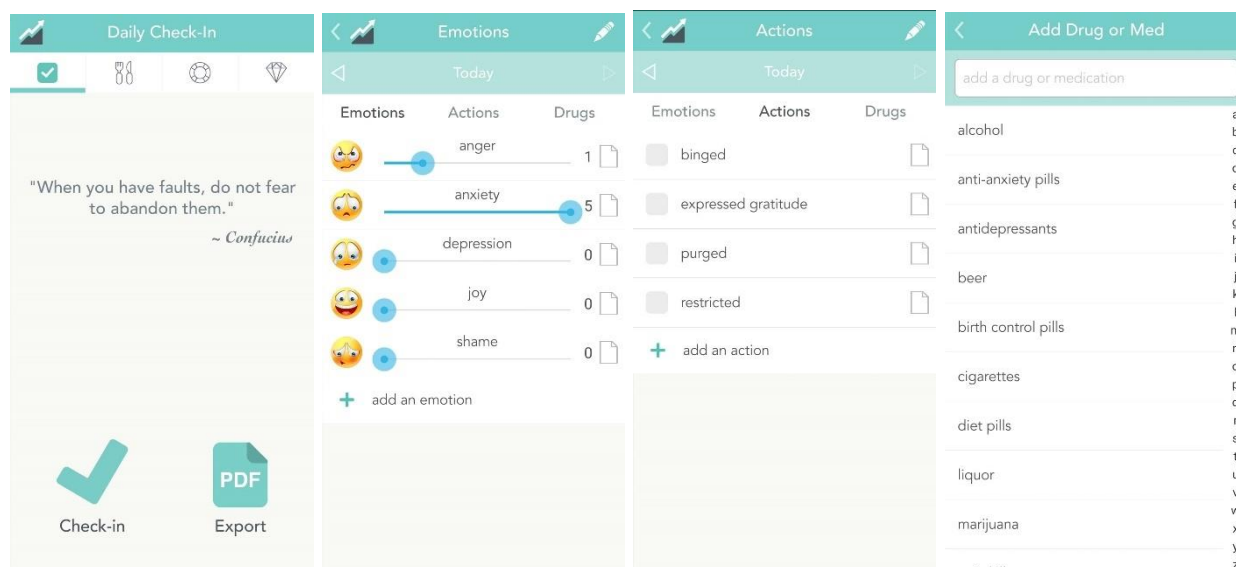 Daily Check-In
"When you have faults, do not fear
to abandon them."
~ Confucius
PDF
Check-in
Export
Emotions
Today
Emotions
Actions
Drugs
anger
1
anxiety
5
depression
0
joy
0
shame
0
+ add an emotion
Actions
Today
Emotions
Actions
Drugs
binged
expressed gratitude
purged
restricted
+ add an action
Add Drug or Med
add a drug or medication
alcohol
anti-anxiety pills
antidepressants
beer
birth control pills
cigarettes
diet pills
liquor
marijuana